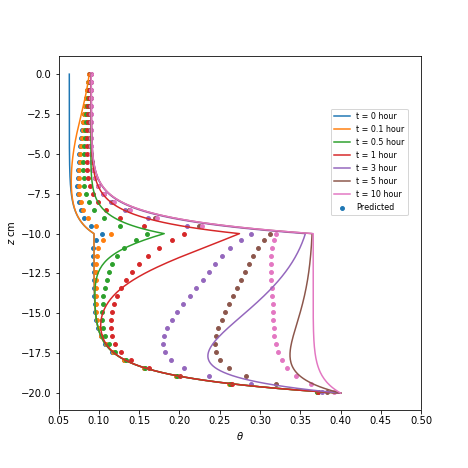 0.0
−2.5
−5.0
−7.5
−10.0
−12.5
−15.0
−17.5
−20.0
z cm
t = 0 hour
t = 0.1 hour
t = 0.5 hour
t = 1 hour
t = 3 hour
t = 5 hour
t = 10 hour
Predicted
0.05 0.10 0.15 0.20 0.25 0.30 0.35 0.40 0.45 0.50
θ